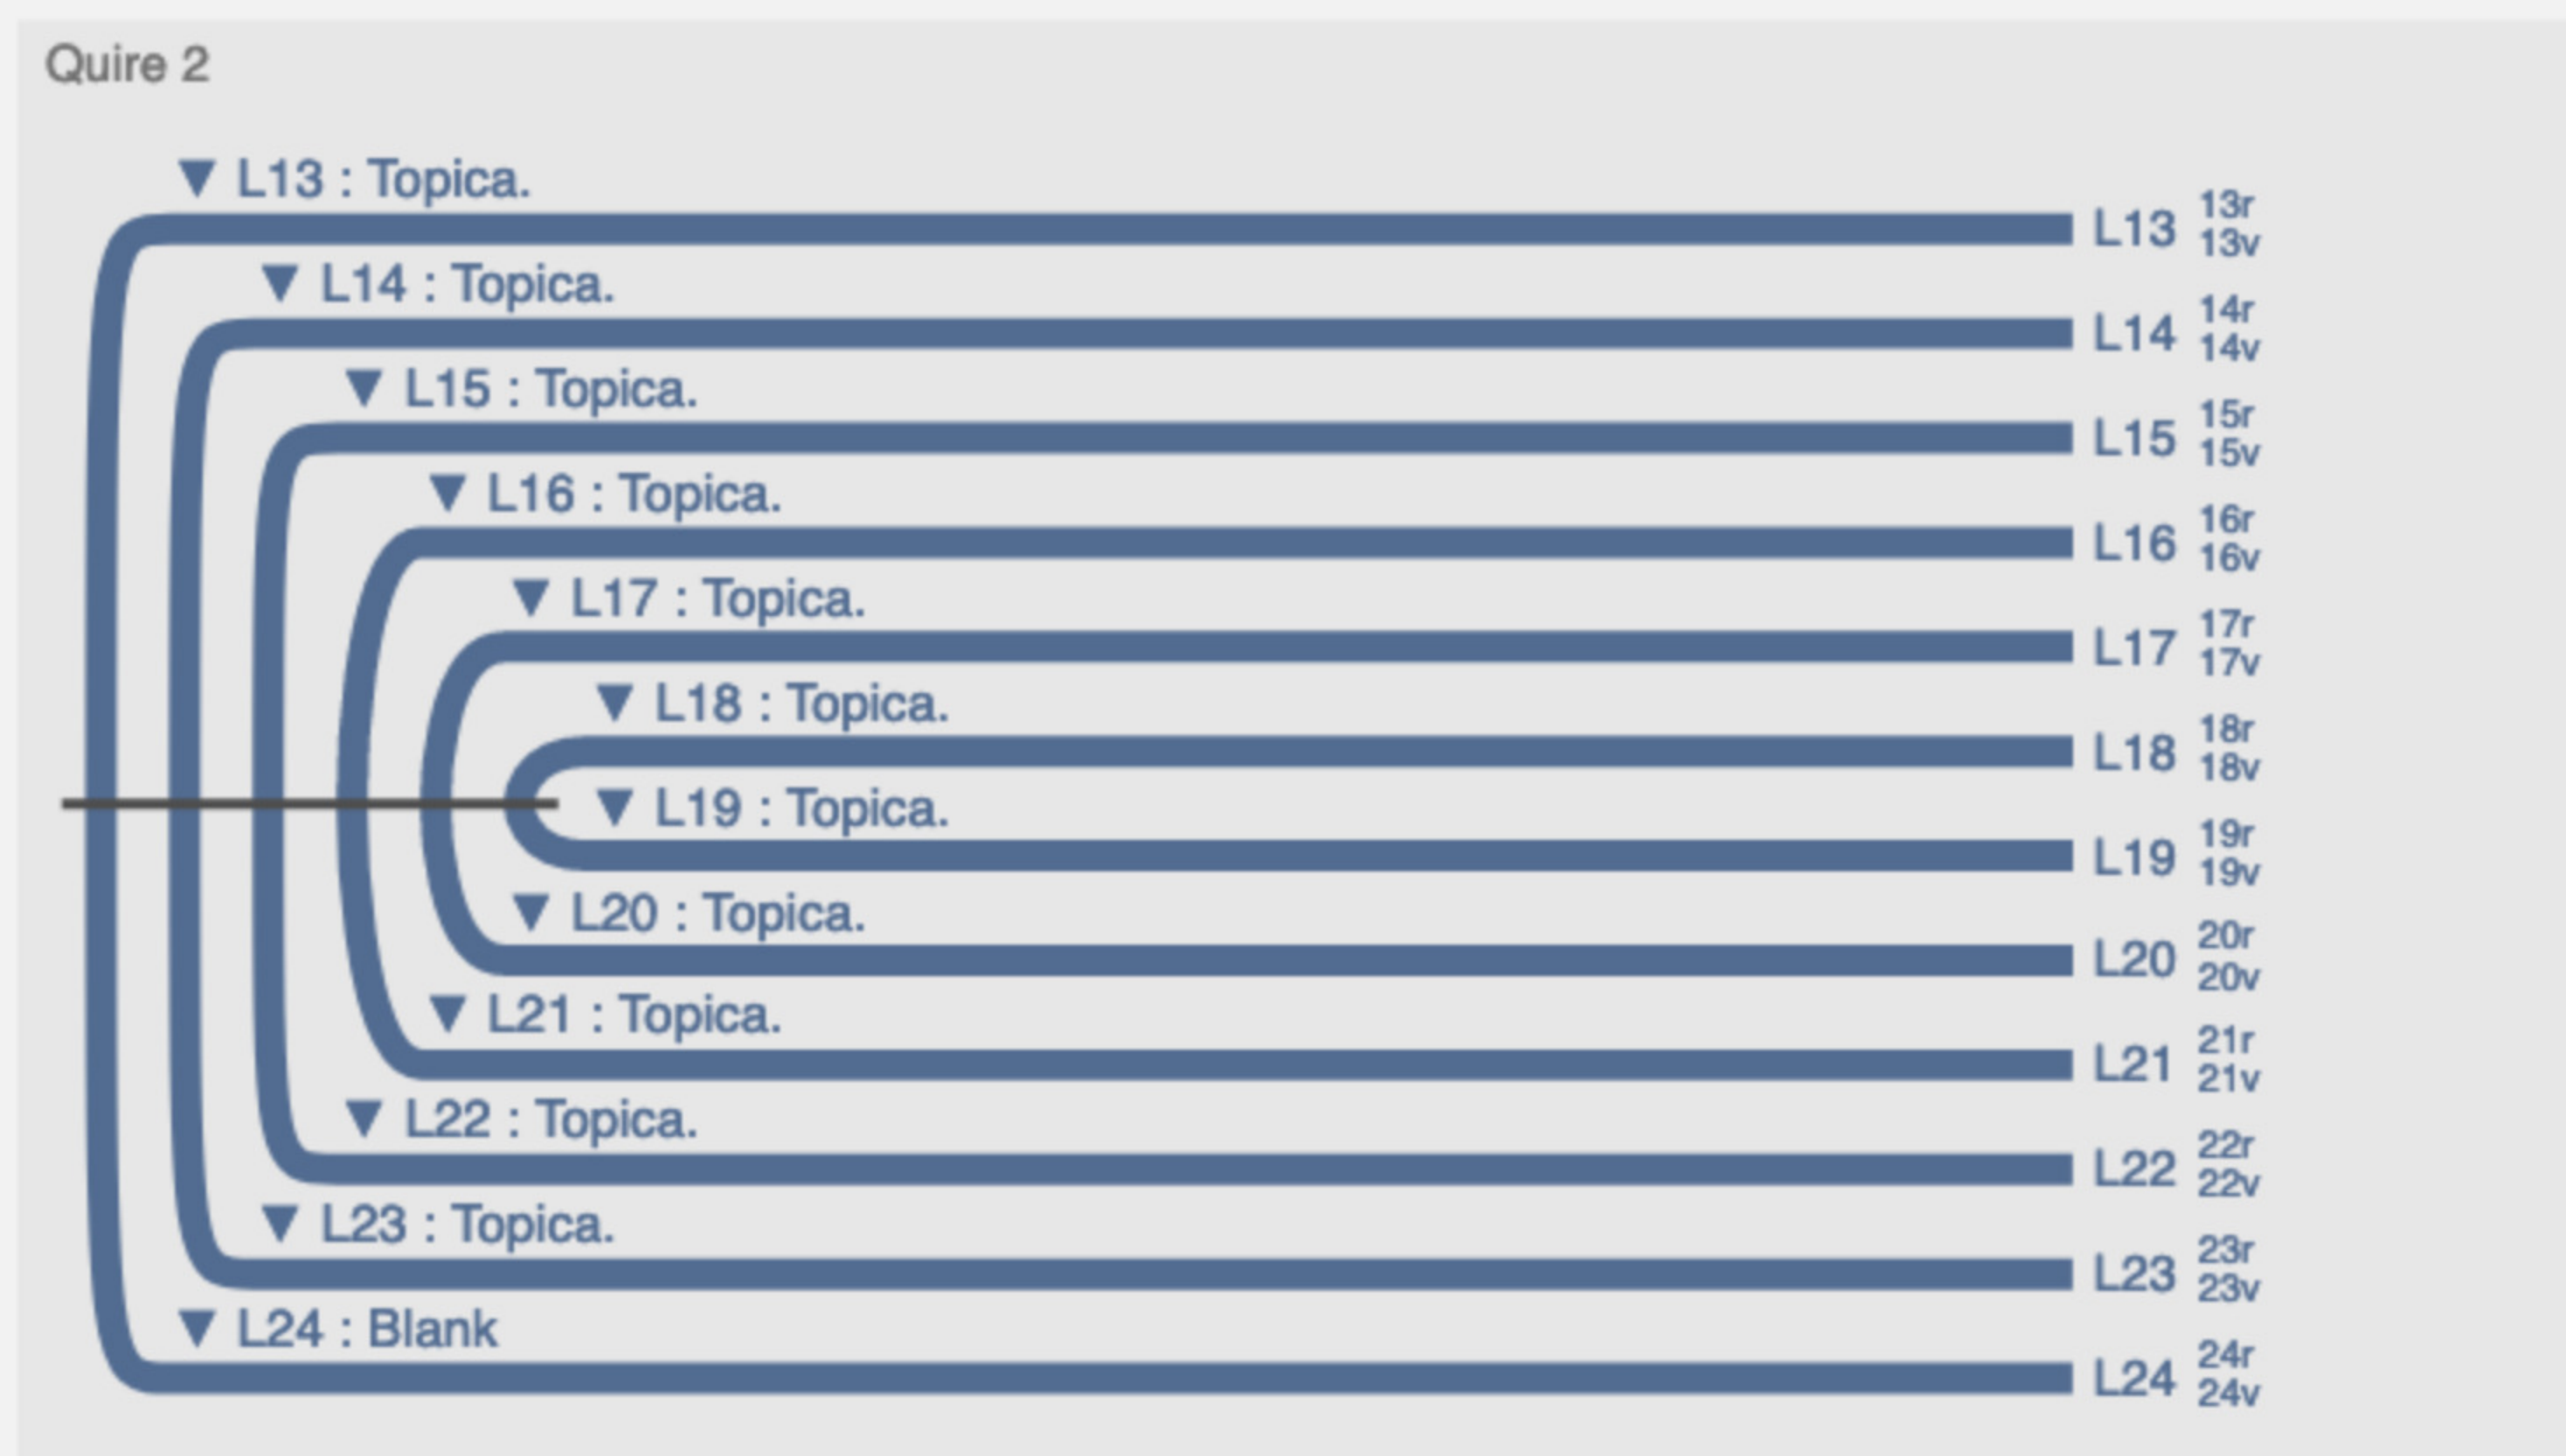 Quire 2
▼ L13 : Topica.
L13 13r
13v
▼ L14 : Topica.
L14 14r
14v
▼ L15 : Topica.
L15 15r
15v
▼ L16 : Topica.
L16 16r
16v
▼ L17 : Topica.
L17 17r
17v
▼ L18 : Topica.
L18 18r
18v
▼ L19 : Topica.
L19 19r
19v
▼ L20 : Topica.
L20 20r
20v
▼ L21 : Topica.
L21 21r
21v
▼ L22 : Topica.
L22 22r
22v
▼ L23 : Topica.
L23 23r
23v
▼ L24 : Blank
L24 24r
24v